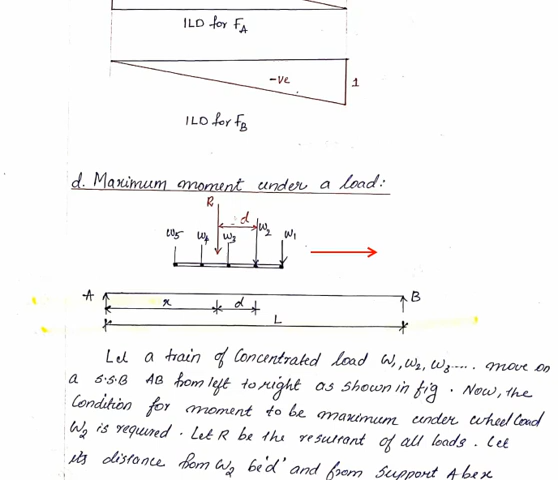 ILD for FA
-ve 1
ILD for FB
d. Maximum moment under a load:
R
d
W5 W4 W3 W2 W1
A B
x d
L
Let a train of Concentrated load W1, W2, W3.... move on
a S.S.B AB from left to right as shown in fig. Now, the
Condition for moment to be maximum under wheel load
W2 is required. Let R be the resultant of all loads. Let
its distance from W2 be 'd' and from Support A be x